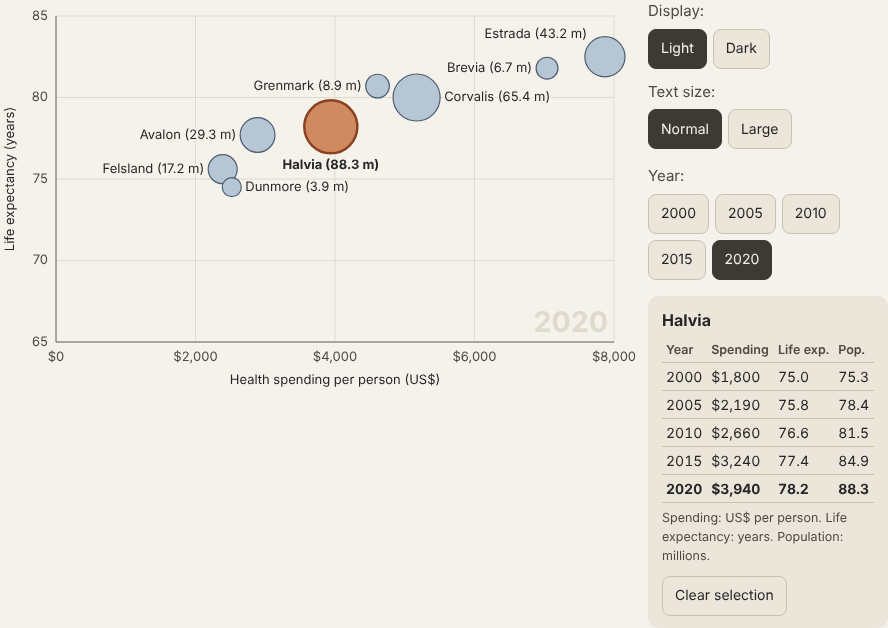 Display:
Light Dark
Text size:
Normal Large
Year:
2000 2005 2010
2015 2020
Life expectancy (years)
85
80
75
70
65
Estrada (43.2 m)
Brevia (6.7 m)
Grenmark (8.9 m)
Corvalis (65.4 m)
Avalon (29.3 m)
Halvia (88.3 m)
Felsland (17.2 m)
Dunmore (3.9 m)
2020
$0 $2,000 $4,000 $6,000 $8,000
Health spending per person (US$)
Halvia
Year Spending Life exp. Pop.
2000 $1,800 75.0 75.3
2005 $2,190 75.8 78.4
2010 $2,660 76.6 81.5
2015 $3,240 77.4 84.9
2020 $3,940 78.2 88.3
Spending: US$ per person. Life
expectancy: years. Population:
millions.
Clear selection